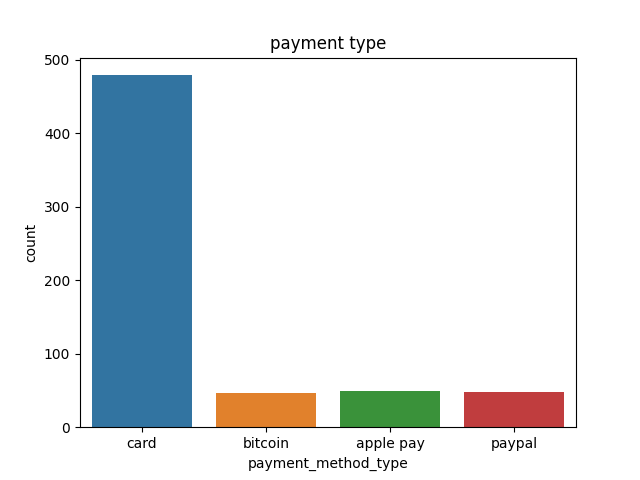 payment type
500
400
300
200
100
0
count
card bitcoin apple pay paypal
payment_method_type